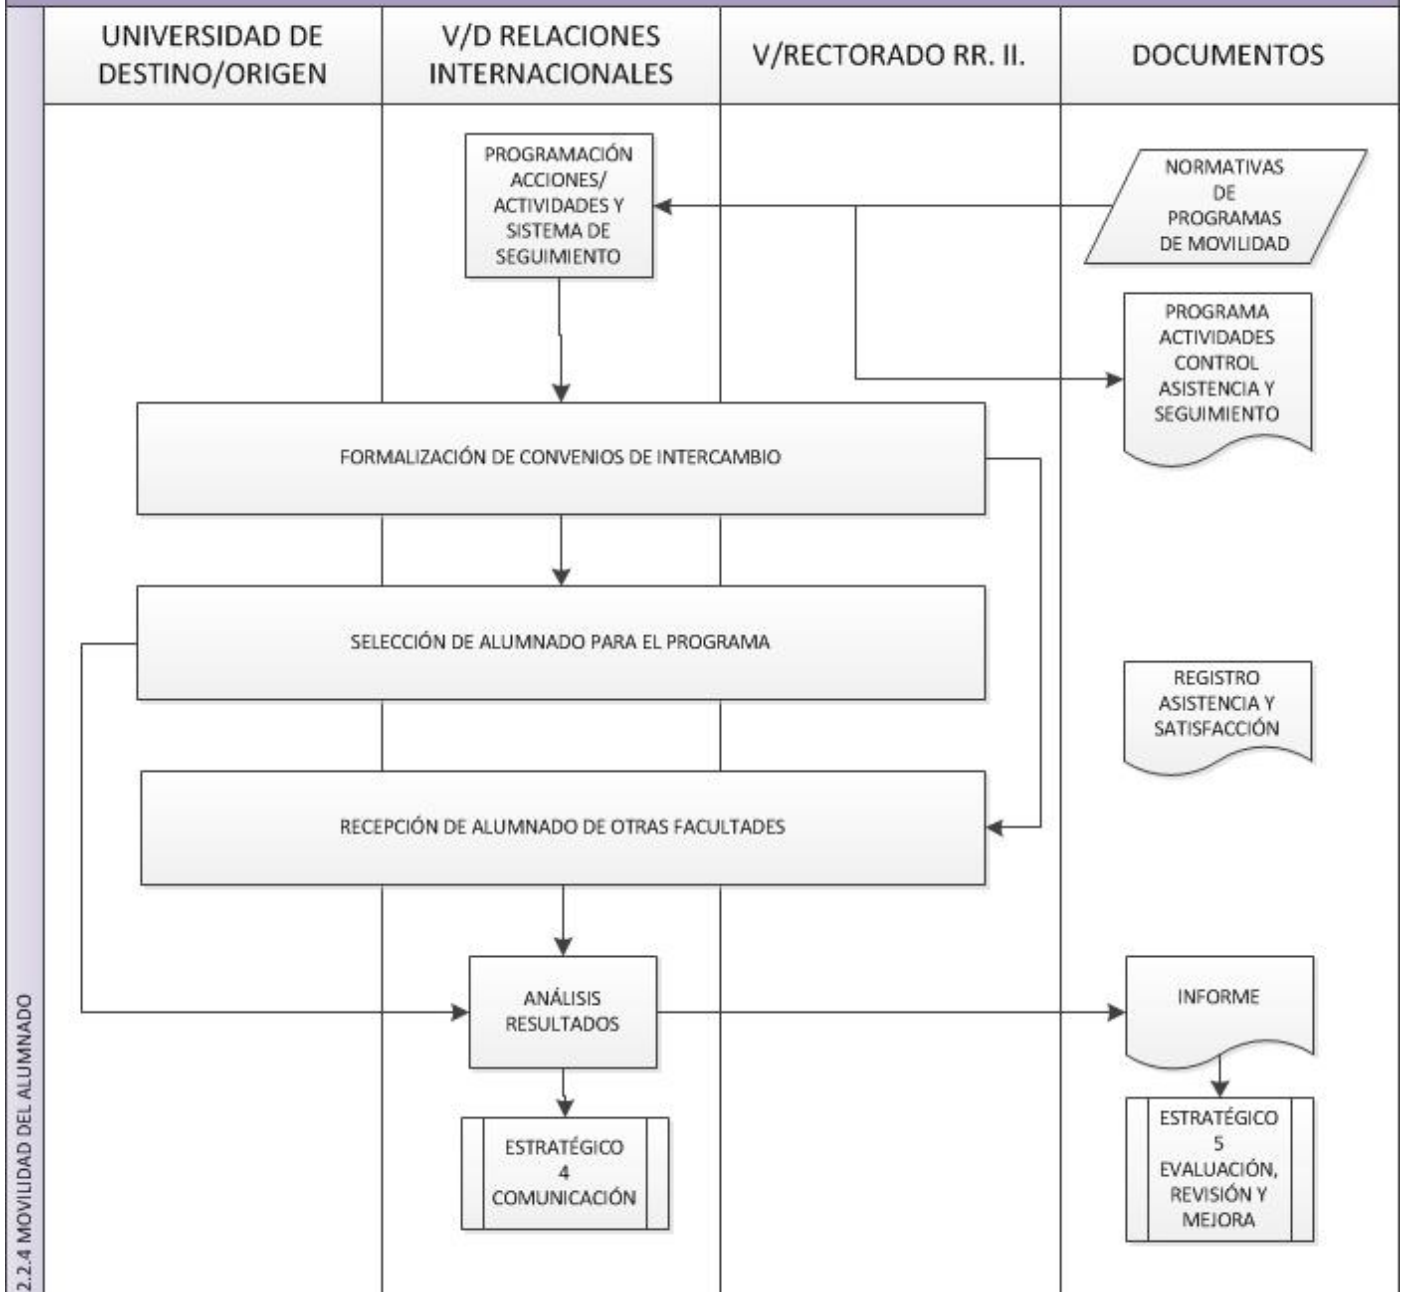 UNIVERSIDAD DE
DESTINO/ORIGEN
V/D RELACIONES
INTERNACIONALES
V/RECTORADO RR. II.
DOCUMENTOS
PROGRAMACIÓN
ACCIONES/
ACTIVIDADES Y
SISTEMA DE
SEGUIMIENTO
NORMATIVAS
DE
PROGRAMAS
DE MOVILIDAD
PROGRAMA
ACTIVIDADES
CONTROL
ASISTENCIA Y
SEGUIMIENTO
FORMALIZACIÓN DE CONVENIOS DE INTERCAMBIO
SELECCIÓN DE ALUMNADO PARA EL PROGRAMA
REGISTRO
ASISTENCIA Y
SATISFACCIÓN
RECEPCIÓN DE ALUMNADO DE OTRAS FACULTADES
ANÁLISIS
RESULTADOS
INFORME
ESTRATÉGICO
4
COMUNICACIÓN
ESTRATÉGICO
5
EVALUACIÓN,
REVISIÓN Y
MEJORA
2.2.4 MOVILIDAD DEL ALUMNADO